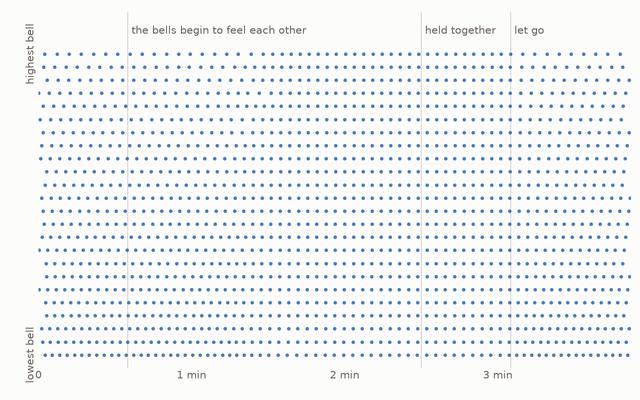 the bells begin to feel each other
held together
let go
highest bell
lowest bell
0
1 min
2 min
3 min